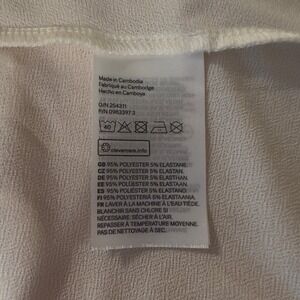 Made in Cambodia
Fabriqué au Cambodge
Hecho en Camboya
O/N 254311
P/N 0963397 3
40
clevercare.info
GB 95% POLYESTER 5% ELASTANE
CZ 95% POLYESTER 5% ELASTAN
DE 95% POLYESTER 5% ELASTHAN
EE 95% POLÜESTER 5% ELASTAAN
ES 95% POLIÉSTER 5% ELASTANO
FI 95% POLYESTERI 5% ELASTAANI
FR LAVER À LA MACHINE À L'EAU TIÈDE.
BLANCHIR SANS CHLORE SI
NÉCESSAIRE. SÉCHER À L'AIR.
REPASSER À TEMPÉRATURE MOYENNE.
PAS DE NETTOYAGE À SEC.